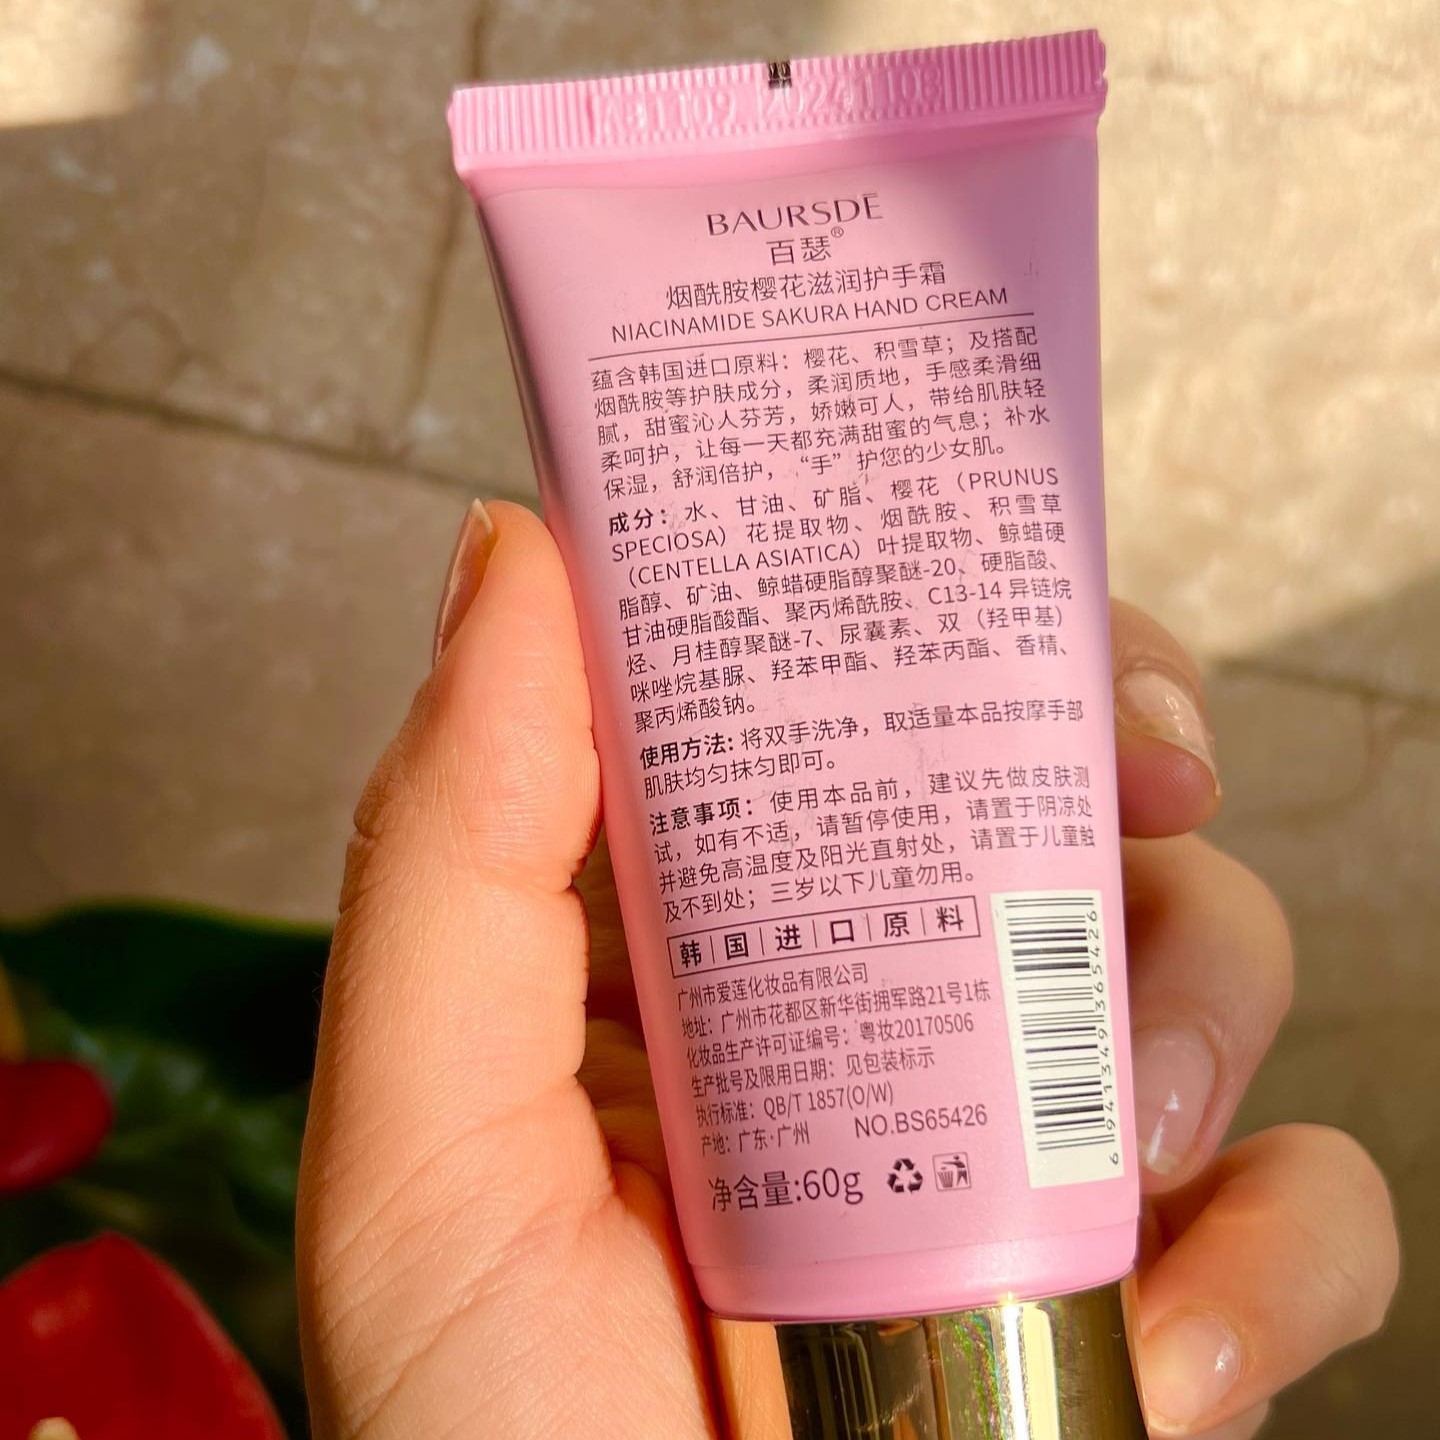 20241108
BAURSDE
百瑟®
烟酰胺樱花滋润护手霜
NIACINAMIDE SAKURA HAND CREAM
蕴含韩国进口原料：樱花、积雪草；及搭配
烟酰胺等护肤成分，柔润质地，手感柔滑细
腻，甜蜜沁人芬芳，娇嫩可人，带给肌肤轻
柔呵护，让每一天都充满甜蜜的气息；补水
保湿，舒润倍护，“手”护您的少女肌。
成分：水、甘油、矿脂、樱花（PRUNUS
SPECIOSA）花提取物、烟酰胺、积雪草
（CENTELLA ASIATICA）叶提取物、鲸蜡硬
脂醇、矿油、鲸蜡硬脂醇聚醚-20、硬脂酸、
甘油硬脂酸酯、聚丙烯酰胺、C13-14 异链烷
烃、月桂醇聚醚-7、尿囊素、双（羟甲基）
咪唑烷基脲、羟苯甲酯、羟苯丙酯、香精、
聚丙烯酸钠。
使用方法: 将双手洗净，取适量本品按摩手部
肌肤均匀抹匀即可。
注意事项：使用本品前，建议先做皮肤测
试，如有不适，请暂停使用，请置于阴凉处
并避免高温度及阳光直射处，请置于儿童触
及不到处；三岁以下儿童勿用。
韩|国|进|口|原|料
广州市爱莲化妆品有限公司
地址：广州市花都区新华街拥军路21号1栋
化妆品生产许可证编号：粤妆20170506
生产批号及限用日期：见包装标示
执行标准：QB/T 1857(O/W)
产地：广东·广州 NO.BS65426
净含量:60g
6941349365426